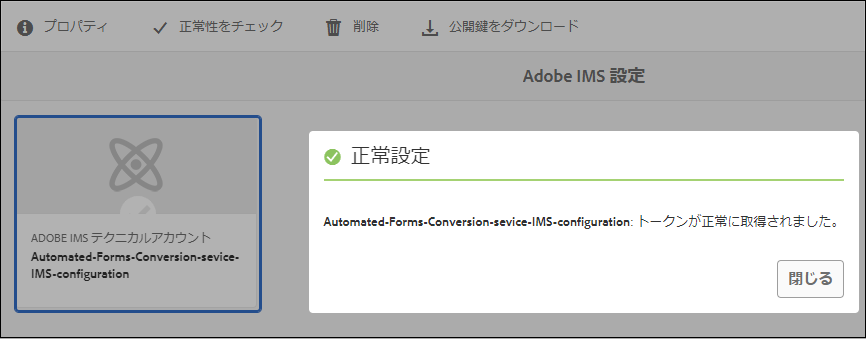 プロパティ
正常性をチェック
削除
公開鍵をダウンロード
Adobe IMS 設定
ADOBE IMS テクニカルアカウント
Automated-Forms-Conversion-sevice-
IMS-configuration
正常設定
Automated-Forms-Conversion-sevice-IMS-configuration: トークンが正常に取得されました。
閉じる